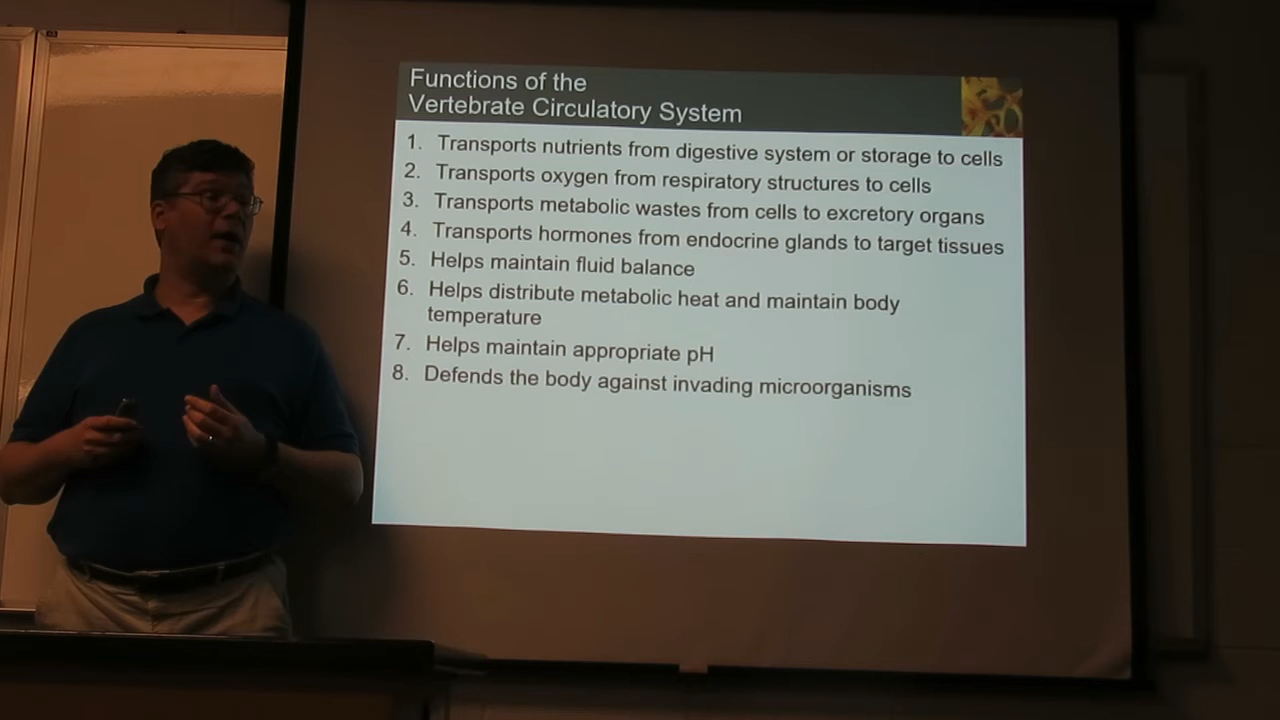 Functions of the
Vertebrate Circulatory System
1. Transports nutrients from digestive system or storage to cells
2. Transports oxygen from respiratory structures to cells
3. Transports metabolic wastes from cells to excretory organs
4. Transports hormones from endocrine glands to target tissues
5. Helps maintain fluid balance
6. Helps distribute metabolic heat and maintain body
temperature
7. Helps maintain appropriate pH
8. Defends the body against invading microorganisms